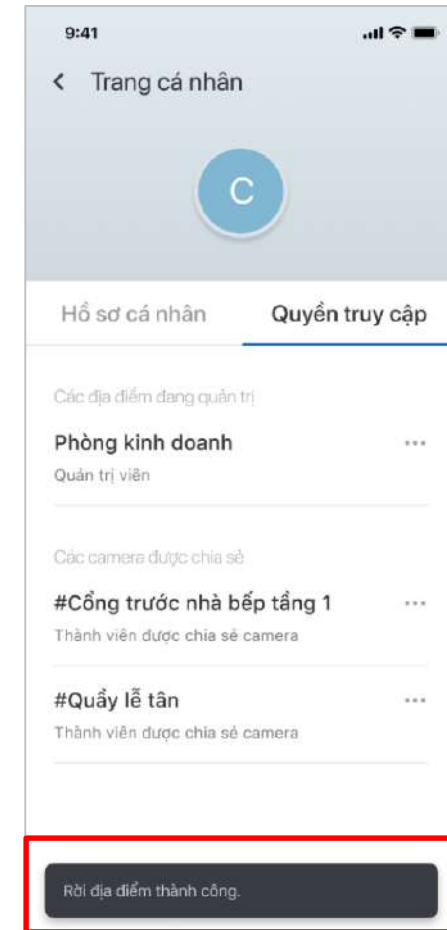 9:41
Trang cá nhân
C
Hồ sơ cá nhân Quyền truy cập
Các địa điểm đang quản trị
Phòng kinh doanh
Quản trị viên
Các camera được chia sẻ
#Cổng trước nhà bếp tầng 1
Thành viên được chia sẻ camera
#Quầy lễ tân
Thành viên được chia sẻ camera
Rời địa điểm thành công.